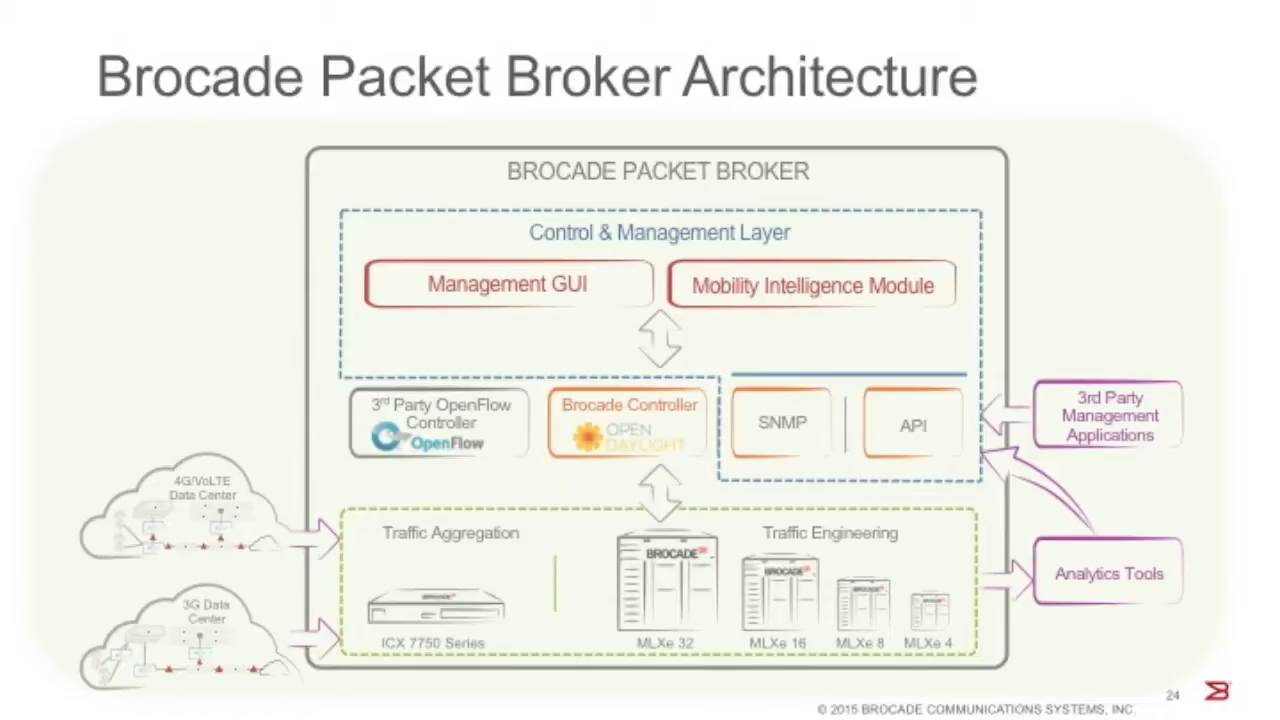 Brocade Packet Broker Architecture
BROCADE PACKET BROKER
Control & Management Layer
Management GUI
Mobility Intelligence Module
3rd Party OpenFlow
Controller
OpenFlow
Brocade Controller
OPEN
DAYLIGHT
SNMP
API
3rd Party
Management
Applications
4G/VoLTE
Data Center
3G Data
Center
Traffic Aggregation
ICX 7750 Series
Traffic Engineering
BROCADE
BROCADE
MLXe 32
MLXe 16
MLXe 8
MLXe 4
Analytics Tools
24
© 2015 BROCADE COMMUNICATIONS SYSTEMS, INC.